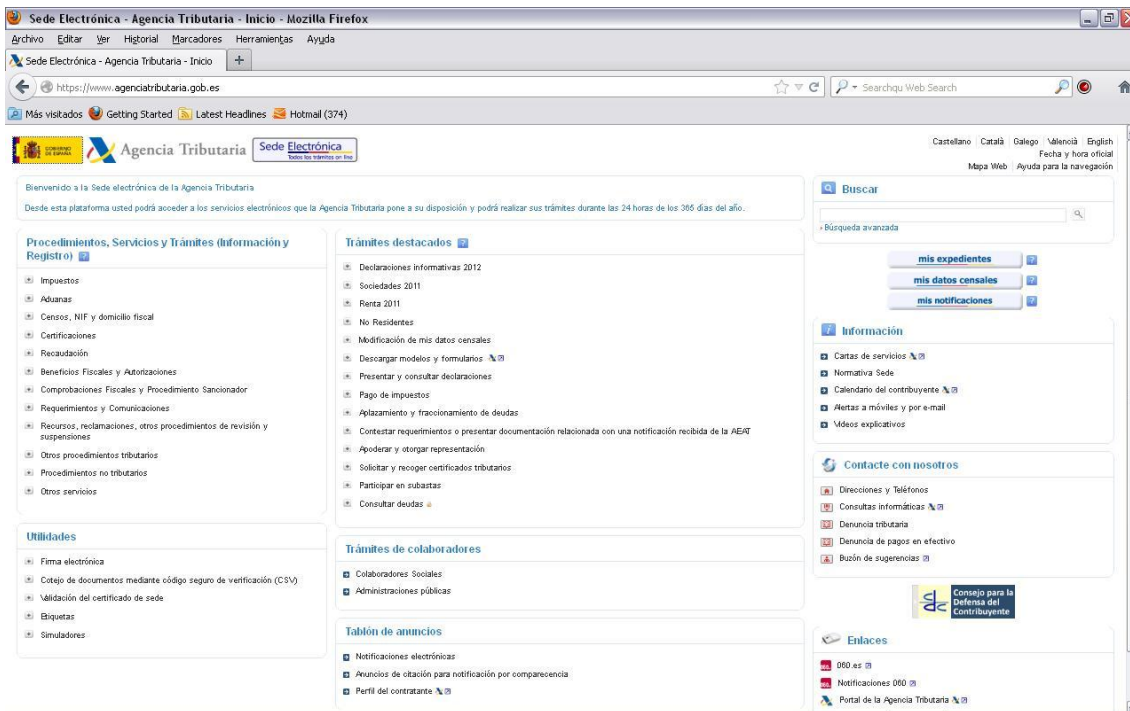 Sede Electrónica - Agencia Tributaria - Inicio - Mozilla Firefox
Archivo Editar Ver Historial Marcadores Herramientas Ayuda
Sede Electrónica - Agencia Tributaria - Inicio +
https://www.agenciatributaria.gob.es
Searchqu Web Search
Más visitados Getting Started Latest Headlines Hotmail (374)
GOBIERNO DE ESPAÑA
Agencia Tributaria
Sede Electrónica
Todos los trámites on line
Castellano Català Galego Valencià English
Fecha y hora oficial
Mapa Web Ayuda para la navegación
Bienvenido a la Sede electrónica de la Agencia Tributaria
Desde esta plataforma usted podrá acceder a los servicios electrónicos que la Agencia Tributaria pone a su disposición y podrá realizar sus trámites durante las 24 horas de los 365 días del año.
Procedimientos, Servicios y Trámites (Información y
Registro) ?
Impuestos
Aduanas
Censos, NIF y domicilio fiscal
Certificaciones
Recaudación
Beneficios Fiscales y Autorizaciones
Comprobaciones Fiscales y Procedimiento Sancionador
Requerimientos y Comunicaciones
Recursos, reclamaciones, otros procedimientos de revisión y
suspensiones
Otros procedimientos tributarios
Procedimientos no tributarios
Otros servicios
Utilidades
Firma electrónica
Cotejo de documentos mediante código seguro de verificación (CSV)
Validación del certificado de sede
Etiquetas
Simuladores
Trámites destacados ?
Declaraciones informativas 2012
Sociedades 2011
Renta 2011
No Residentes
Modificación de mis datos censales
Descargar modelos y formularios
Presentar y consultar declaraciones
Pago de impuestos
Aplazamiento y fraccionamiento de deudas
Contestar requerimientos o presentar documentación relacionada con una notificación recibida de la AEAT
Apoderar y otorgar representación
Solicitar y recoger certificados tributarios
Participar en subastas
Consultar deudas
Trámites de colaboradores
Colaboradores Sociales
Administraciones públicas
Tablón de anuncios
Notificaciones electrónicas
Anuncios de citación para notificación por comparecencia
Perfil del contratante
Buscar
Búsqueda avanzada
mis expedientes ?
mis datos censales ?
mis notificaciones ?
Información
Cartas de servicios
Normativa Sede
Calendario del contribuyente
Alertas a móviles y por e-mail
Vídeos explicativos
Contacte con nosotros
Direcciones y Teléfonos
Consultas informáticas
Denuncia tributaria
Denuncia de pagos en efectivo
Buzón de sugerencias
cdc
Consejo para la
Defensa del
Contribuyente
Enlaces
060.es
Notificaciones 060
Portal de la Agencia Tributaria